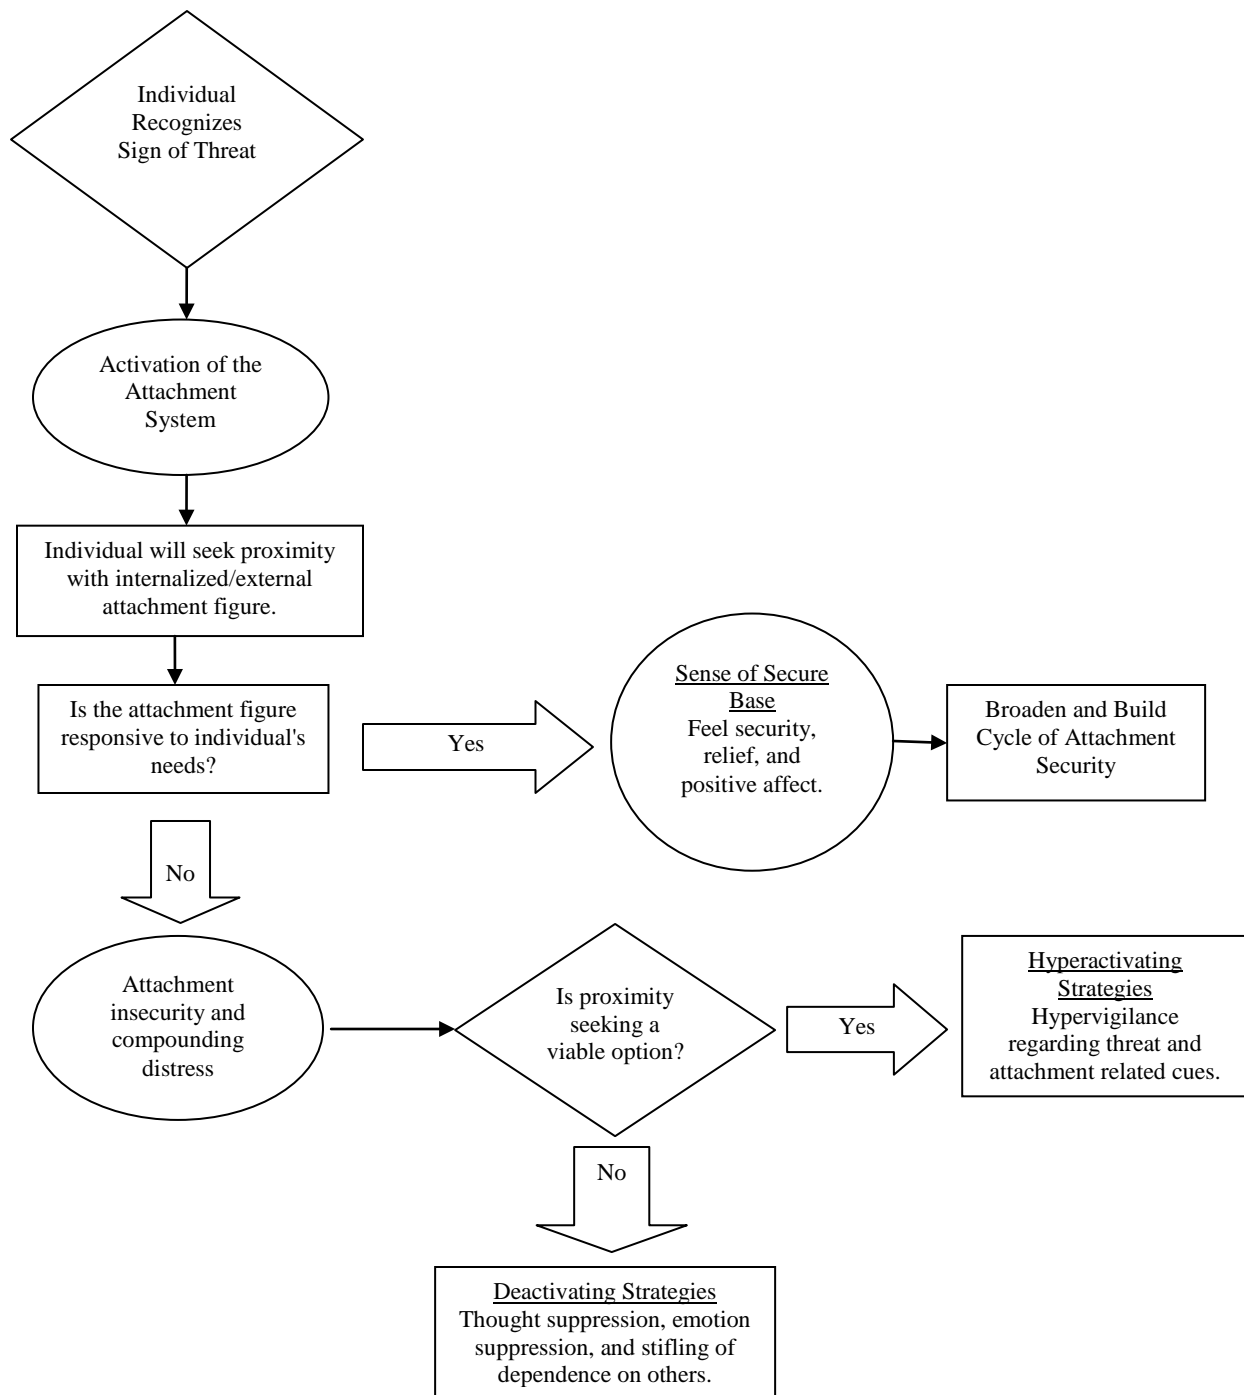 Individual
Recognizes
Sign of Threat
Activation of the
Attachment
System
Individual will seek proximity
with internalized/external
attachment figure.
Is the attachment figure
responsive to individual's
needs?
Yes
Sense of Secure
Base
Feel security,
relief, and
positive affect.
Broaden and Build
Cycle of Attachment
Security
No
Attachment
insecurity and
compounding
distress
Is proximity
seeking a
viable option?
Yes
Hyperactivating
Strategies
Hypervigilance
regarding threat and
attachment related cues.
No
Deactivating Strategies
Thought suppression, emotion
suppression, and stifling of
dependence on others.